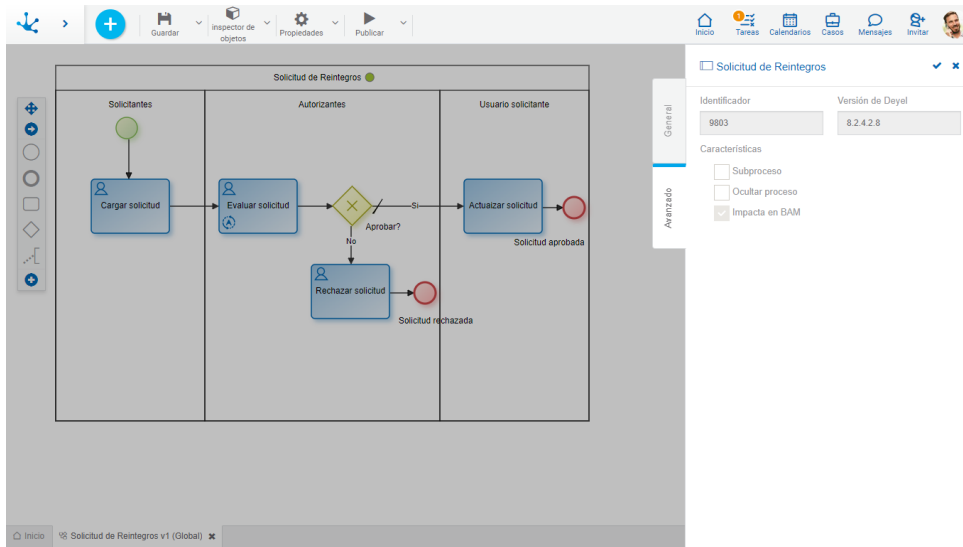 Guardar
inspector de
objetos
Propiedades
Publicar
Inicio
1
Tareas
Calendarios
Casos
Mensajes
Invitar
Solicitud de Reintegros
Solicitantes
Autorizantes
Usuario solicitante
Cargar solicitud
Evaluar solicitud
A
Aprobar?
Si
No
Actuaizar solicitud
Solicitud aprobada
Rechazar solicitud
Solicitud rechazada
General
Avanzado
Solicitud de Reintegros
Identificador
Versión de Deyel
9803
8.2.4.2.8
Características
Subproceso
Ocultar proceso
Impacta en BAM
Inicio
Solicitud de Reintegros v1 (Global)